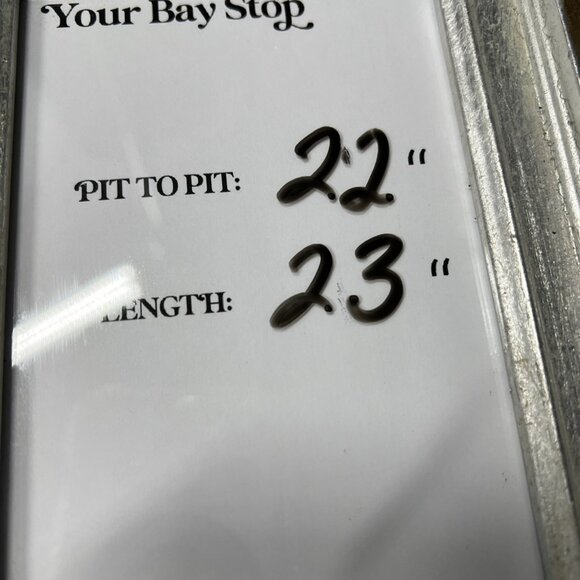 Your Bay Stop
PIT TO PIT: 22"
LENGTH: 23"